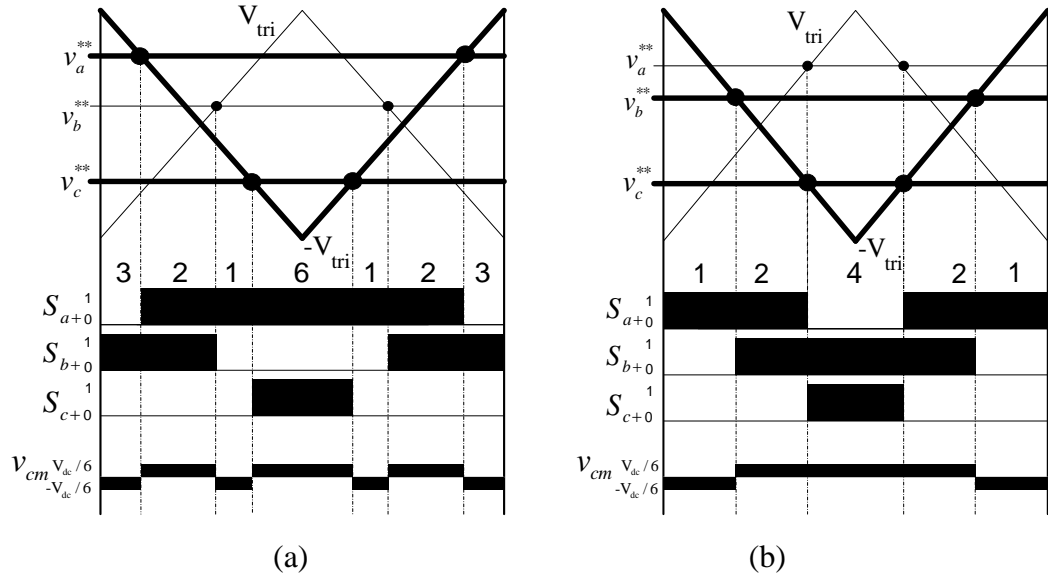 V_tri
v_a^**
v_b^**
v_c^**
-V_tri
3 2 1 6 1 2 3
S_a+ 1 0
S_b+ 1 0
S_c+ 1 0
v_cm V_dc/6
-V_dc/6
(a)
V_tri
v_a^**
v_b^**
v_c^**
-V_tri
1 2 4 2 1
S_a+ 1 0
S_b+ 1 0
S_c+ 1 0
v_cm V_dc/6
-V_dc/6
(b)